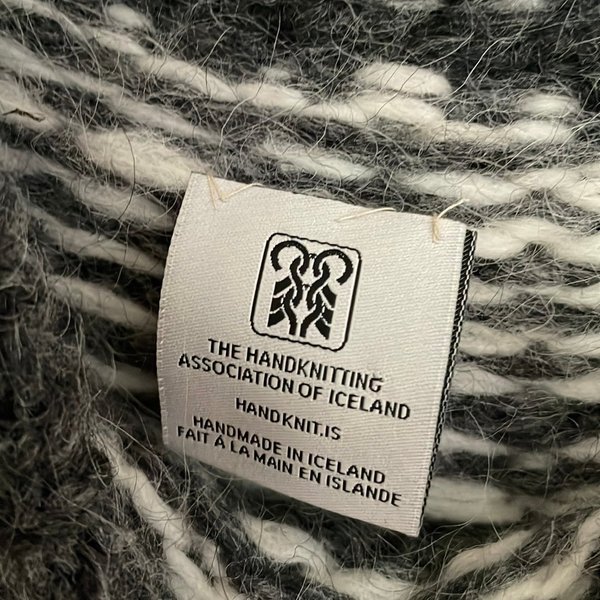 THE HANDKNITTING
ASSOCIATION OF ICELAND
HANDKNIT.IS
HANDMADE IN ICELAND
FAIT À LA MAIN EN ISLANDE